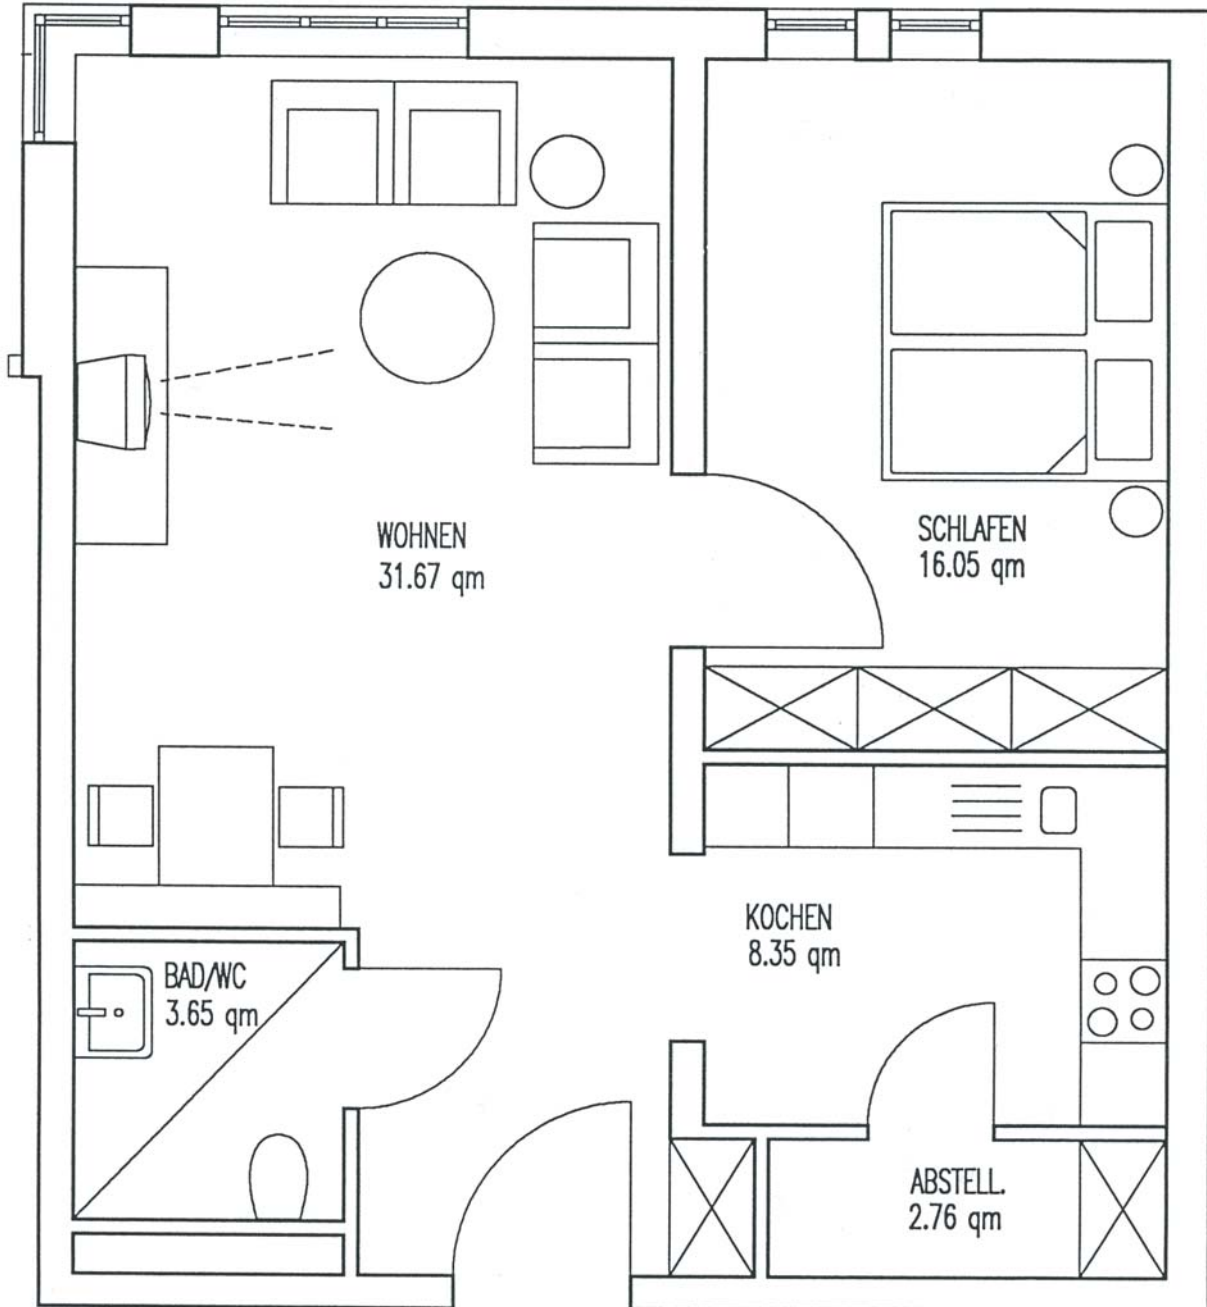 WOHNEN
31.67 qm
SCHLAFEN
16.05 qm
KOCHEN
8.35 qm
BAD/WC
3.65 qm
ABSTELL.
2.76 qm